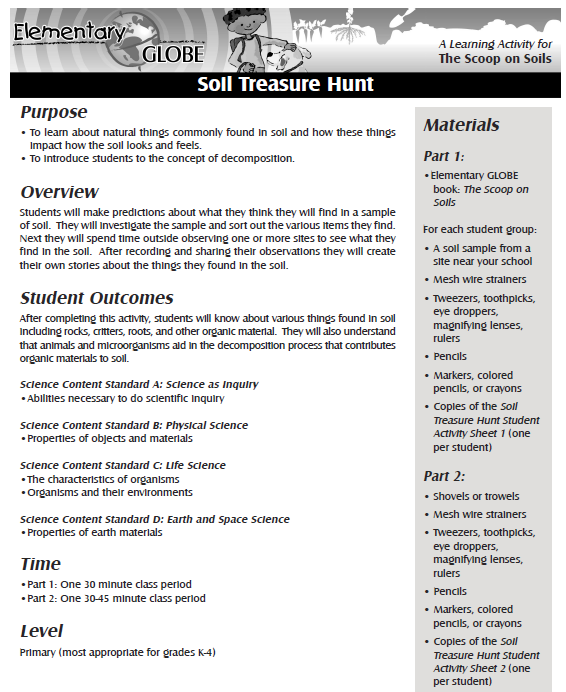 Elementary
GLOBE
A Learning Activity for
The Scoop on Soils
Soil Treasure Hunt
Purpose
• To learn about natural things commonly found in soil and how these things
impact how the soil looks and feels.
• To introduce students to the concept of decomposition.
Overview
Students will make predictions about what they think they will find in a sample
of soil. They will investigate the sample and sort out the various items they find.
Next they will spend time outside observing one or more sites to see what they
find in the soil. After recording and sharing their observations they will create
their own stories about the things they found in the soil.
Student Outcomes
After completing this activity, students will know about various things found in soil
including rocks, critters, roots, and other organic material. They will also understand
that animals and microorganisms aid in the decomposition process that contributes
organic materials to soil.
Science Content Standard A: Science as Inquiry
• Abilities necessary to do scientific inquiry
Science Content Standard B: Physical Science
• Properties of objects and materials
Science Content Standard C: Life Science
• The characteristics of organisms
• Organisms and their environments
Science Content Standard D: Earth and Space Science
• Properties of earth materials
Time
• Part 1: One 30 minute class period
• Part 2: One 30-45 minute class period
Level
Primary (most appropriate for grades K-4)
Materials
Part 1:
• Elementary GLOBE
book: The Scoop on
Soils
For each student group:
• A soil sample from a
site near your school
• Mesh wire strainers
• Tweezers, toothpicks,
eye droppers,
magnifying lenses,
rulers
• Pencils
• Markers, colored
pencils, or crayons
• Copies of the Soil
Treasure Hunt Student
Activity Sheet 1 (one
per student)
Part 2:
• Shovels or trowels
• Mesh wire strainers
• Tweezers, toothpicks,
eye droppers,
magnifying lenses,
rulers
• Pencils
• Markers, colored
pencils, or crayons
• Copies of the Soil
Treasure Hunt Student
Activity Sheet 2 (one
per student)